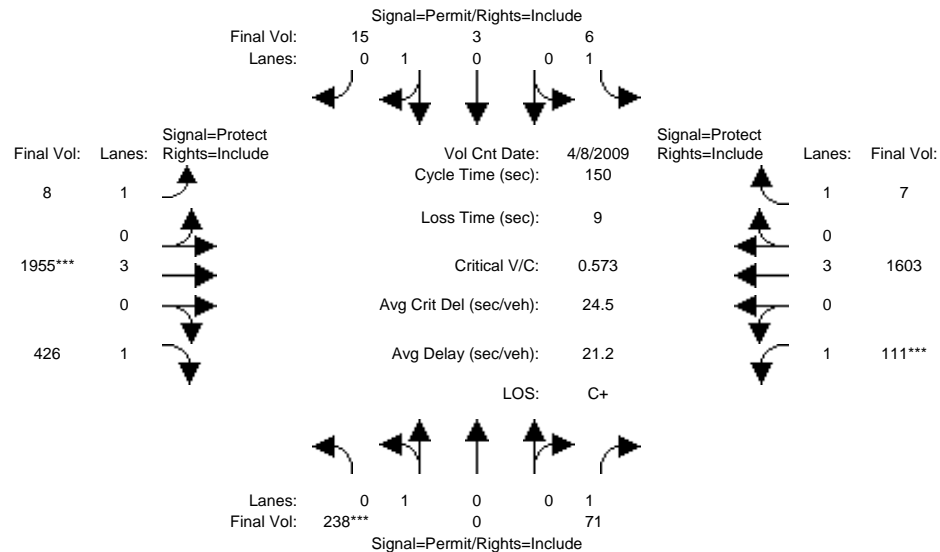 Signal=Permit/Rights=Include
Final Vol: 15 3 6
Lanes: 0 1 0 0 1
Signal=Protect Signal=Protect
Final Vol: Lanes: Rights=Include Vol Cnt Date: 4/8/2009 Rights=Include Lanes: Final Vol:
Cycle Time (sec): 150
8 1 1 7
Loss Time (sec): 9
0 0
1955*** 3 Critical V/C: 0.573 3 1603
0 Avg Crit Del (sec/veh): 24.5 0
426 1 Avg Delay (sec/veh): 21.2 1 111***
LOS: C+
Lanes: 0 1 0 0 1
Final Vol: 238*** 0 71
Signal=Permit/Rights=Include